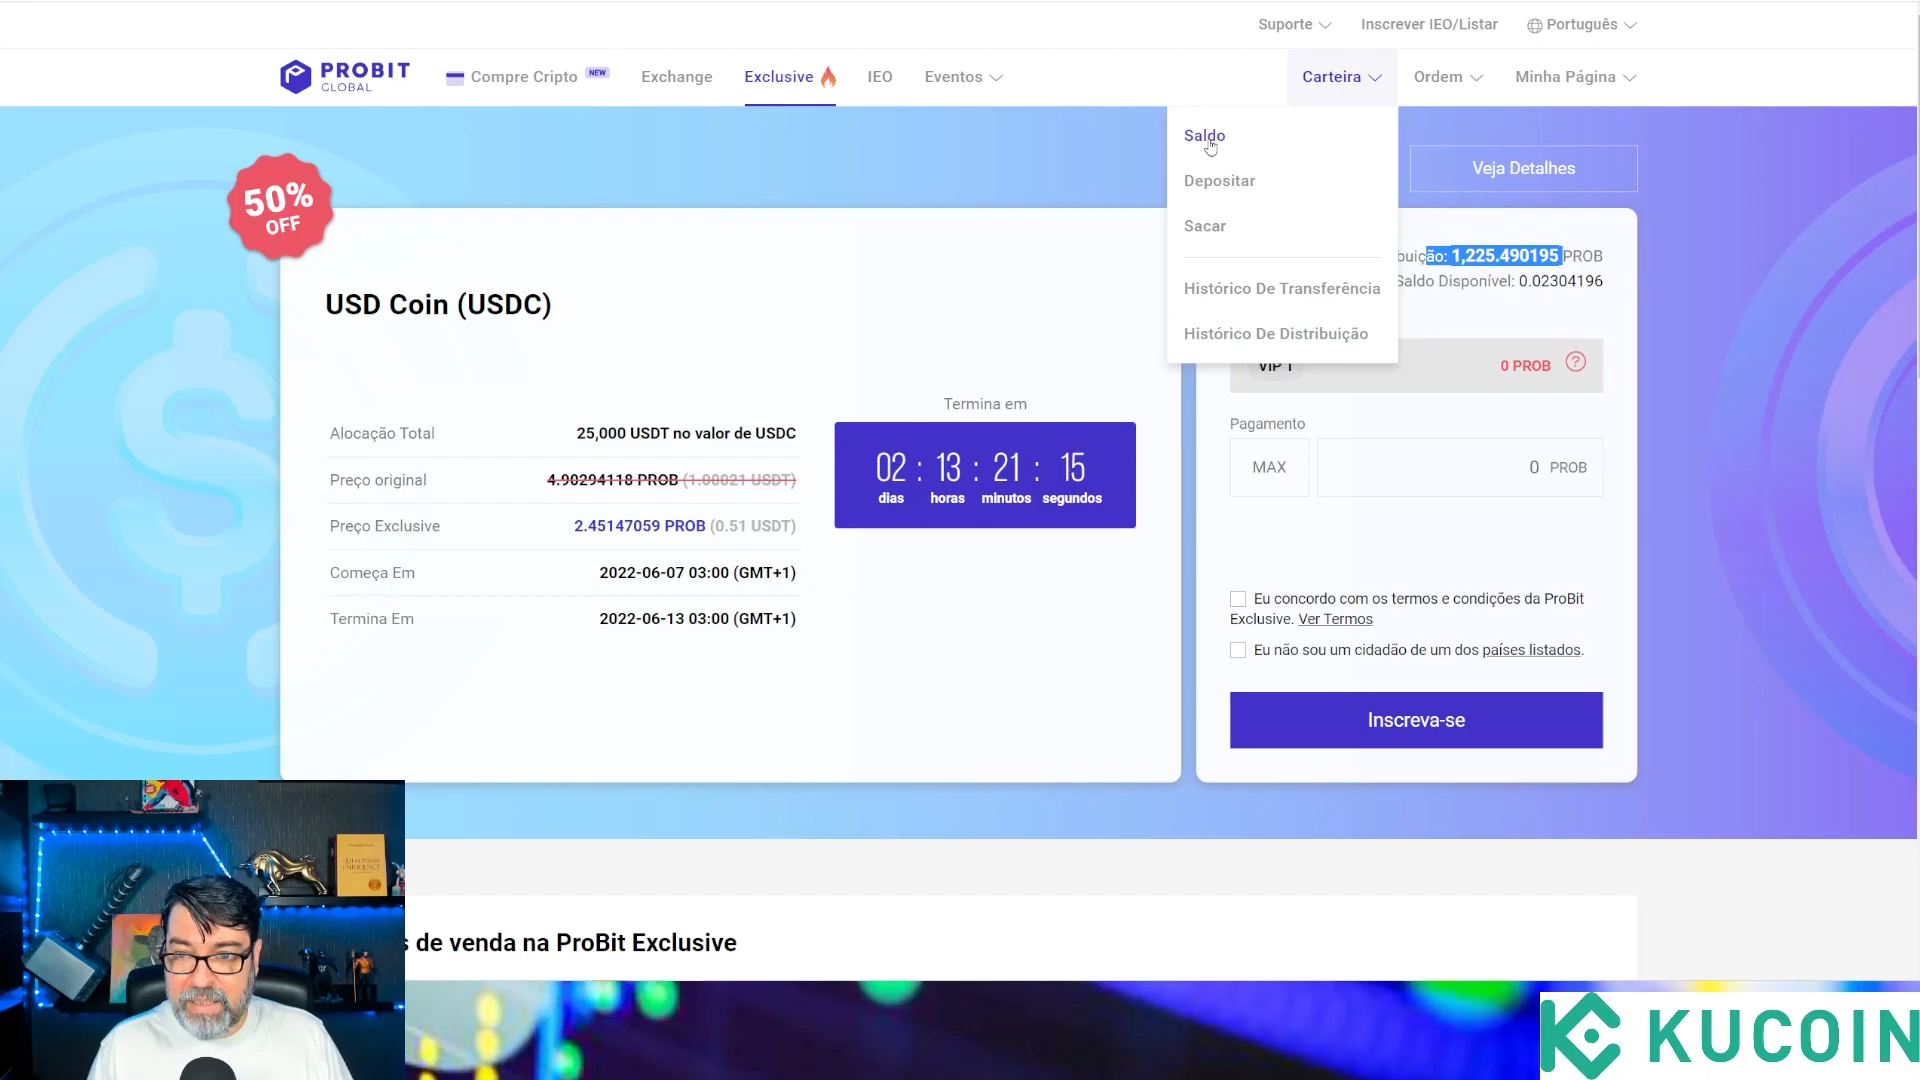 Suporte
Inscrever IEO/Listar
Português
PROBIT
GLOBAL
Compre Cripto NEW
Exchange
Exclusive
IEO
Eventos
Carteira
Ordem
Minha Página
Saldo
Depositar
Sacar
Histórico De Transferência
Histórico De Distribuição
Veja Detalhes
50%
OFF
USD Coin (USDC)
Alocação Total 25,000 USDT no valor de USDC
Preço original 4.90294118 PROB (1.00021 USDT)
Preço Exclusive 2.45147059 PROB (0.51 USDT)
Começa Em 2022-06-07 03:00 (GMT+1)
Termina Em 2022-06-13 03:00 (GMT+1)
Termina em
02 : 13 : 21 : 15
dias horas minutos segundos
buição: 1,225.490195 PROB
Saldo Disponível: 0.02304196
VIP 1 0 PROB ?
Pagamento
MAX 0 PROB
Eu concordo com os termos e condições da ProBit
Exclusive. Ver Termos
Eu não sou um cidadão de um dos países listados.
Inscreva-se
s de venda na ProBit Exclusive
KUCOIN